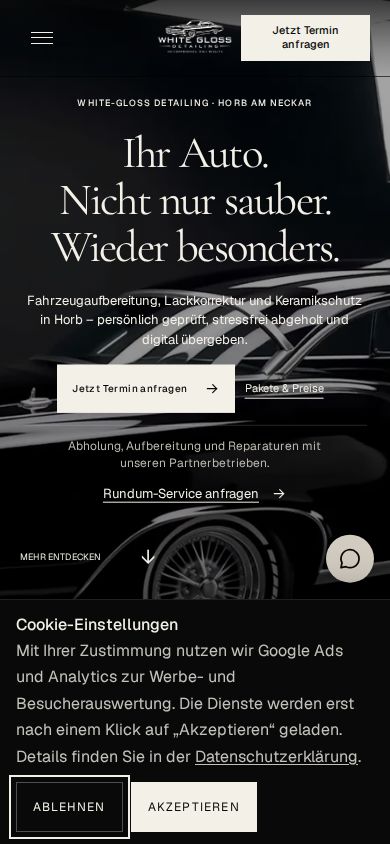 WHITE GLOSS
DETAILING
Jetzt Termin
anfragen
WHITE-GLOSS DETAILING · HORB AM NECKAR
Ihr Auto.
Nicht nur sauber.
Wieder besonders.
Fahrzeugaufbereitung, Lackkorrektur und Keramikschutz
in Horb – persönlich geprüft, stressfrei abgeholt und
digital übergeben.
Jetzt Termin anfragen →
Pakete & Preise
Abholung, Aufbereitung und Reparaturen mit
unseren Partnerbetrieben.
Rundum-Service anfragen →
MEHR ENTDECKEN ↓
Cookie-Einstellungen
Mit Ihrer Zustimmung nutzen wir Google Ads
und Analytics zur Werbe- und
Besucherauswertung. Die Dienste werden erst
nach einem Klick auf „Akzeptieren“ geladen.
Details finden Sie in der Datenschutzerklärung.
ABLEHNEN
AKZEPTIEREN